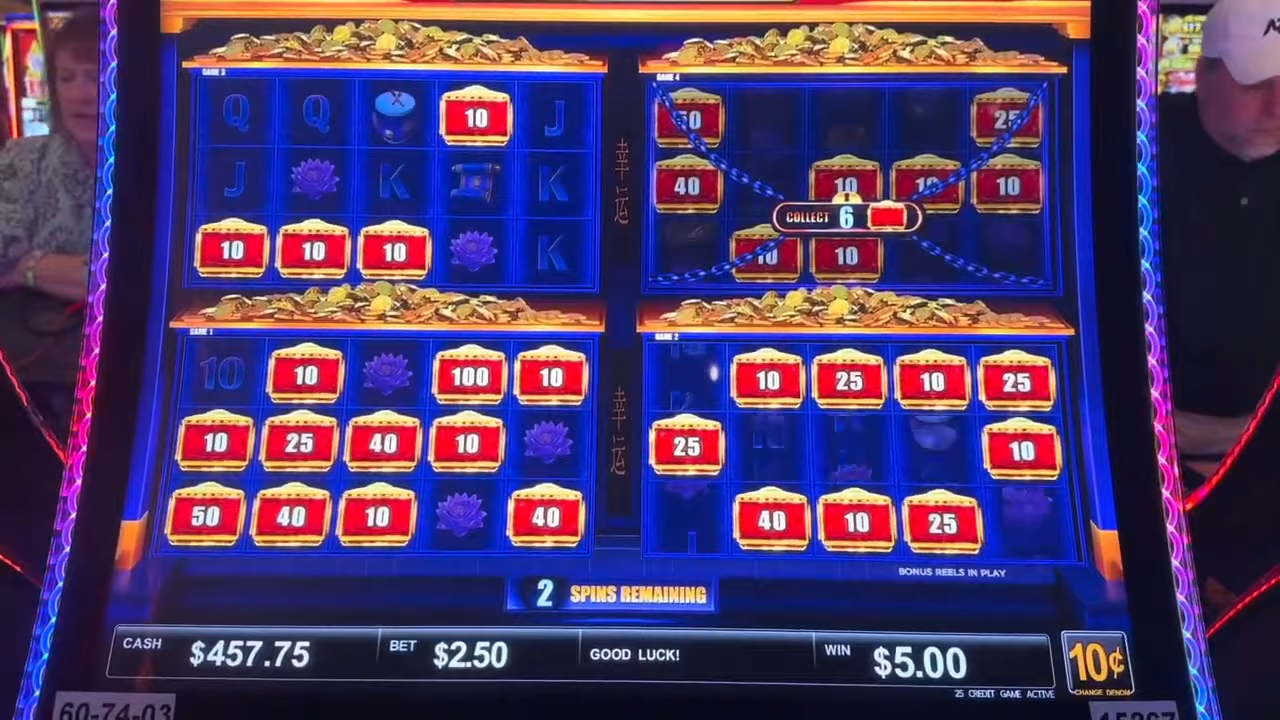 GAME 3
Q Q 10 J
J K K
10 10 10 K
GAME 4
50 25
40 10 10 10
COLLECT 6
10 10
幸运
GAME 1
10 10 100 10
10 25 40 10
50 40 10 40
幸运
GAME 2
10 25 10 25
25 10
40 10 25
BONUS REELS IN PLAY
2 SPINS REMAINING
CASH $457.75 BET $2.50 GOOD LUCK! WIN $5.00 10¢
CHANGE DENOM
25 CREDIT GAME ACTIVE
60-74-03